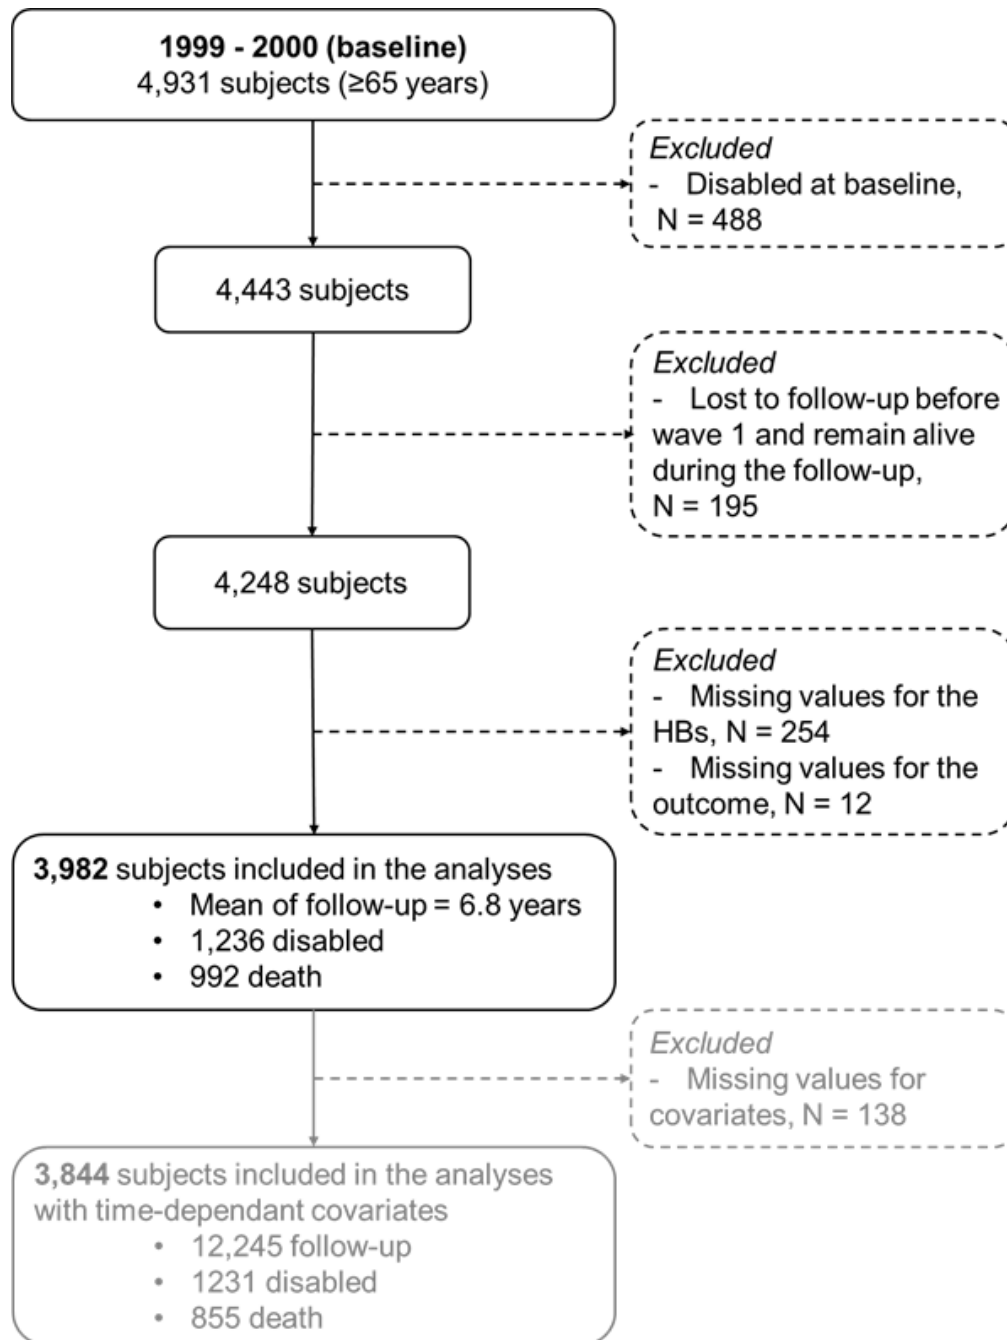 1999 - 2000 (baseline)
4,931 subjects (≥65 years)
Excluded
- Disabled at baseline,
N = 488
4,443 subjects
Excluded
- Lost to follow-up before
wave 1 and remain alive
during the follow-up,
N = 195
4,248 subjects
Excluded
- Missing values for the
HBs, N = 254
- Missing values for the
outcome, N = 12
3,982 subjects included in the analyses
• Mean of follow-up = 6.8 years
• 1,236 disabled
• 992 death
Excluded
- Missing values for
covariates, N = 138
3,844 subjects included in the analyses
with time-dependant covariates
• 12,245 follow-up
• 1231 disabled
• 855 death